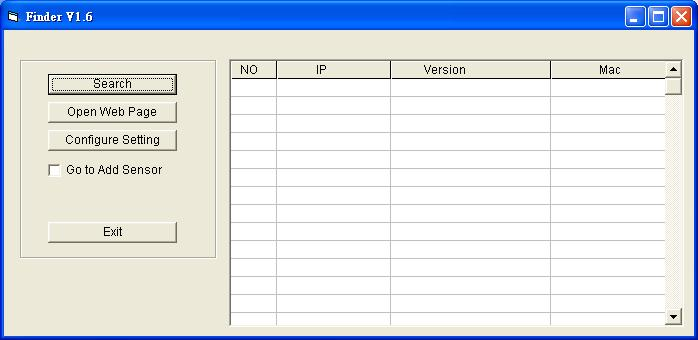 Finder V1.6
Search
Open Web Page
Configure Setting
Go to Add Sensor
Exit
NO IP Version Mac